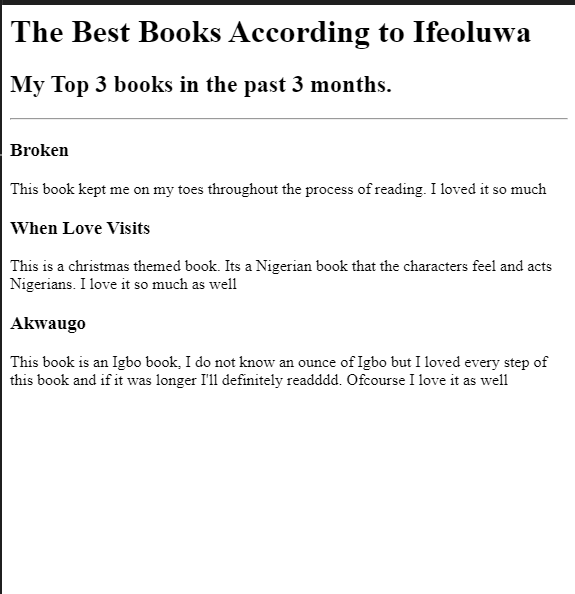 The Best Books According to Ifeoluwa
My Top 3 books in the past 3 months.
Broken
This book kept me on my toes throughout the process of reading. I loved it so much
When Love Visits
This is a christmas themed book. Its a Nigerian book that the characters feel and acts
Nigerians. I love it so much as well
Akwaugo
This book is an Igbo book, I do not know an ounce of Igbo but I loved every step of
this book and if it was longer I'll definitely readddd. Ofcourse I love it as well